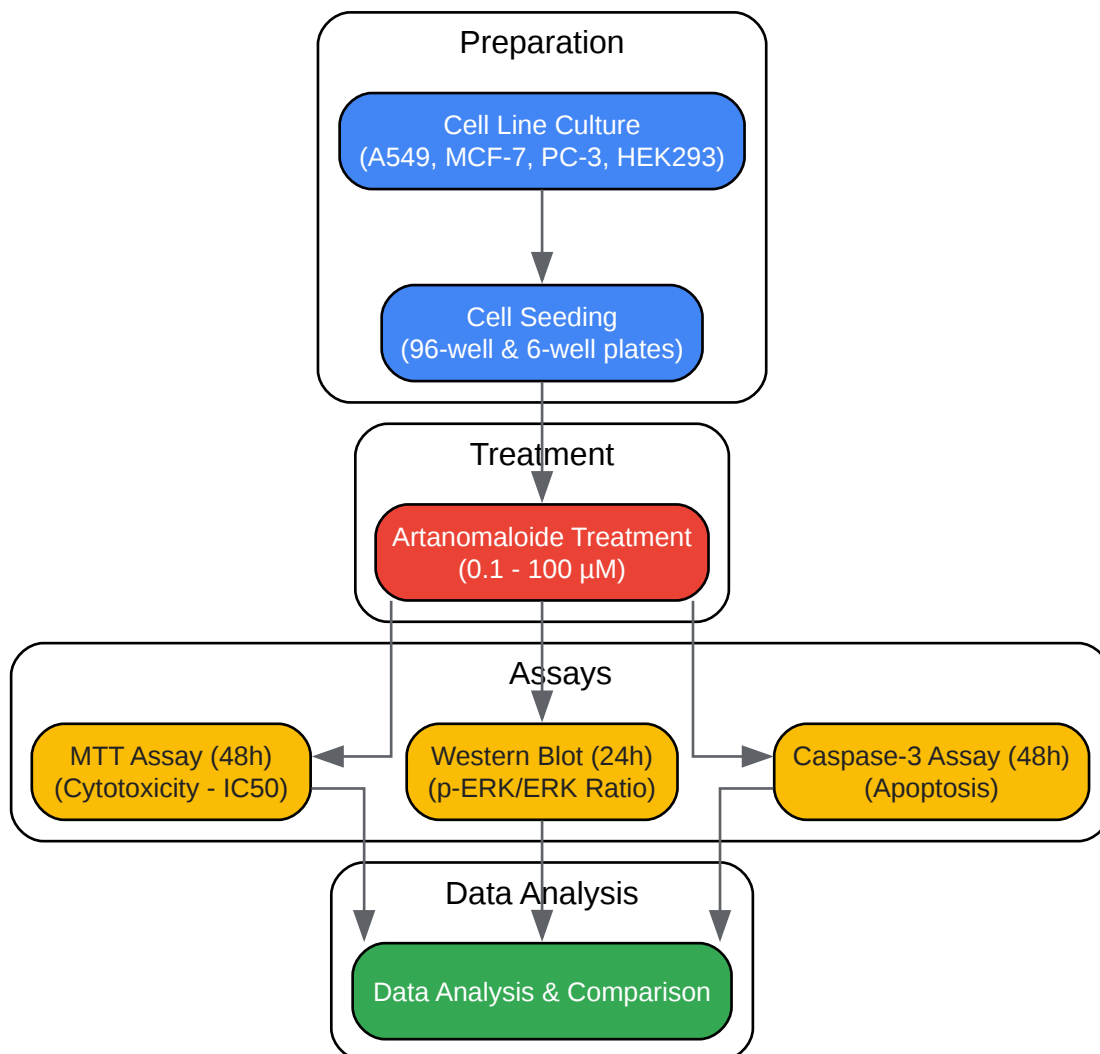 Preparation
Cell Line Culture
(A549, MCF-7, PC-3, HEK293)
Cell Seeding
(96-well & 6-well plates)
Treatment
Artanomaloide Treatment
(0.1 - 100 µM)
Assays
MTT Assay (48h)
(Cytotoxicity - IC50)
Western Blot (24h)
(p-ERK/ERK Ratio)
Caspase-3 Assay (48h)
(Apoptosis)
Data Analysis
Data Analysis & Comparison